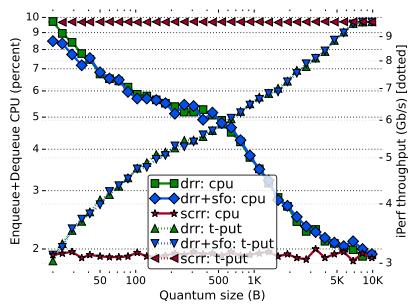 10
9
8
7
6
5
4
3
2
Enqueue+Dequeue CPU (percent)
9
8
7
6
5
4
3
iPerf throughput (Gb/s) [dotted]
drr: cpu
drr+sfo: cpu
scrr: cpu
drr: t-put
drr+sfo: t-put
scrr: t-put
50 100 500 1K 5K 10K
Quantum size (B)